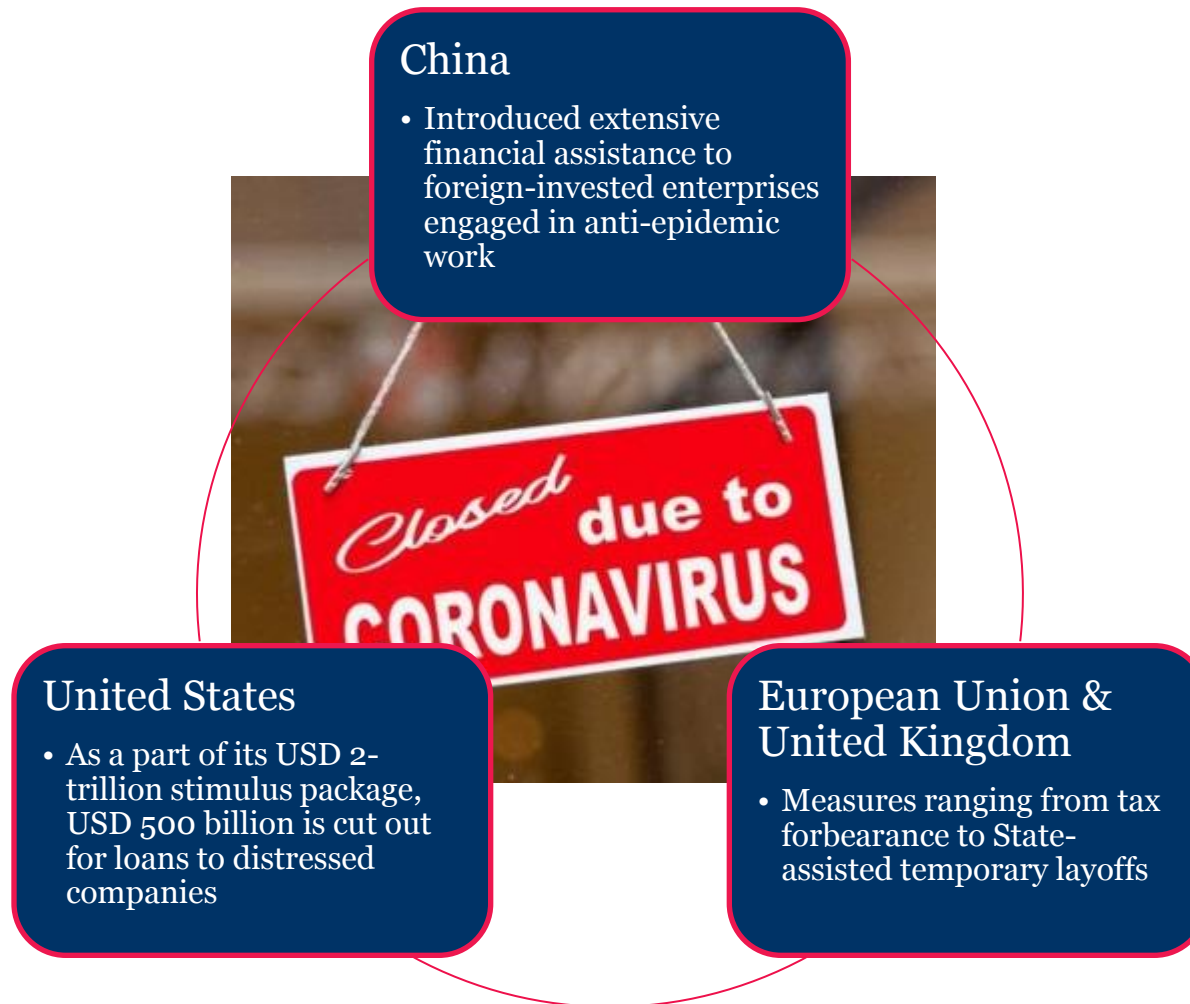 China
• Introduced extensive
financial assistance to
foreign-invested enterprises
engaged in anti-epidemic
work
Closed due to
CORONAVIRUS
United States
• As a part of its USD 2-
trillion stimulus package,
USD 500 billion is cut out
for loans to distressed
companies
European Union &
United Kingdom
• Measures ranging from tax
forbearance to State-
assisted temporary layoffs